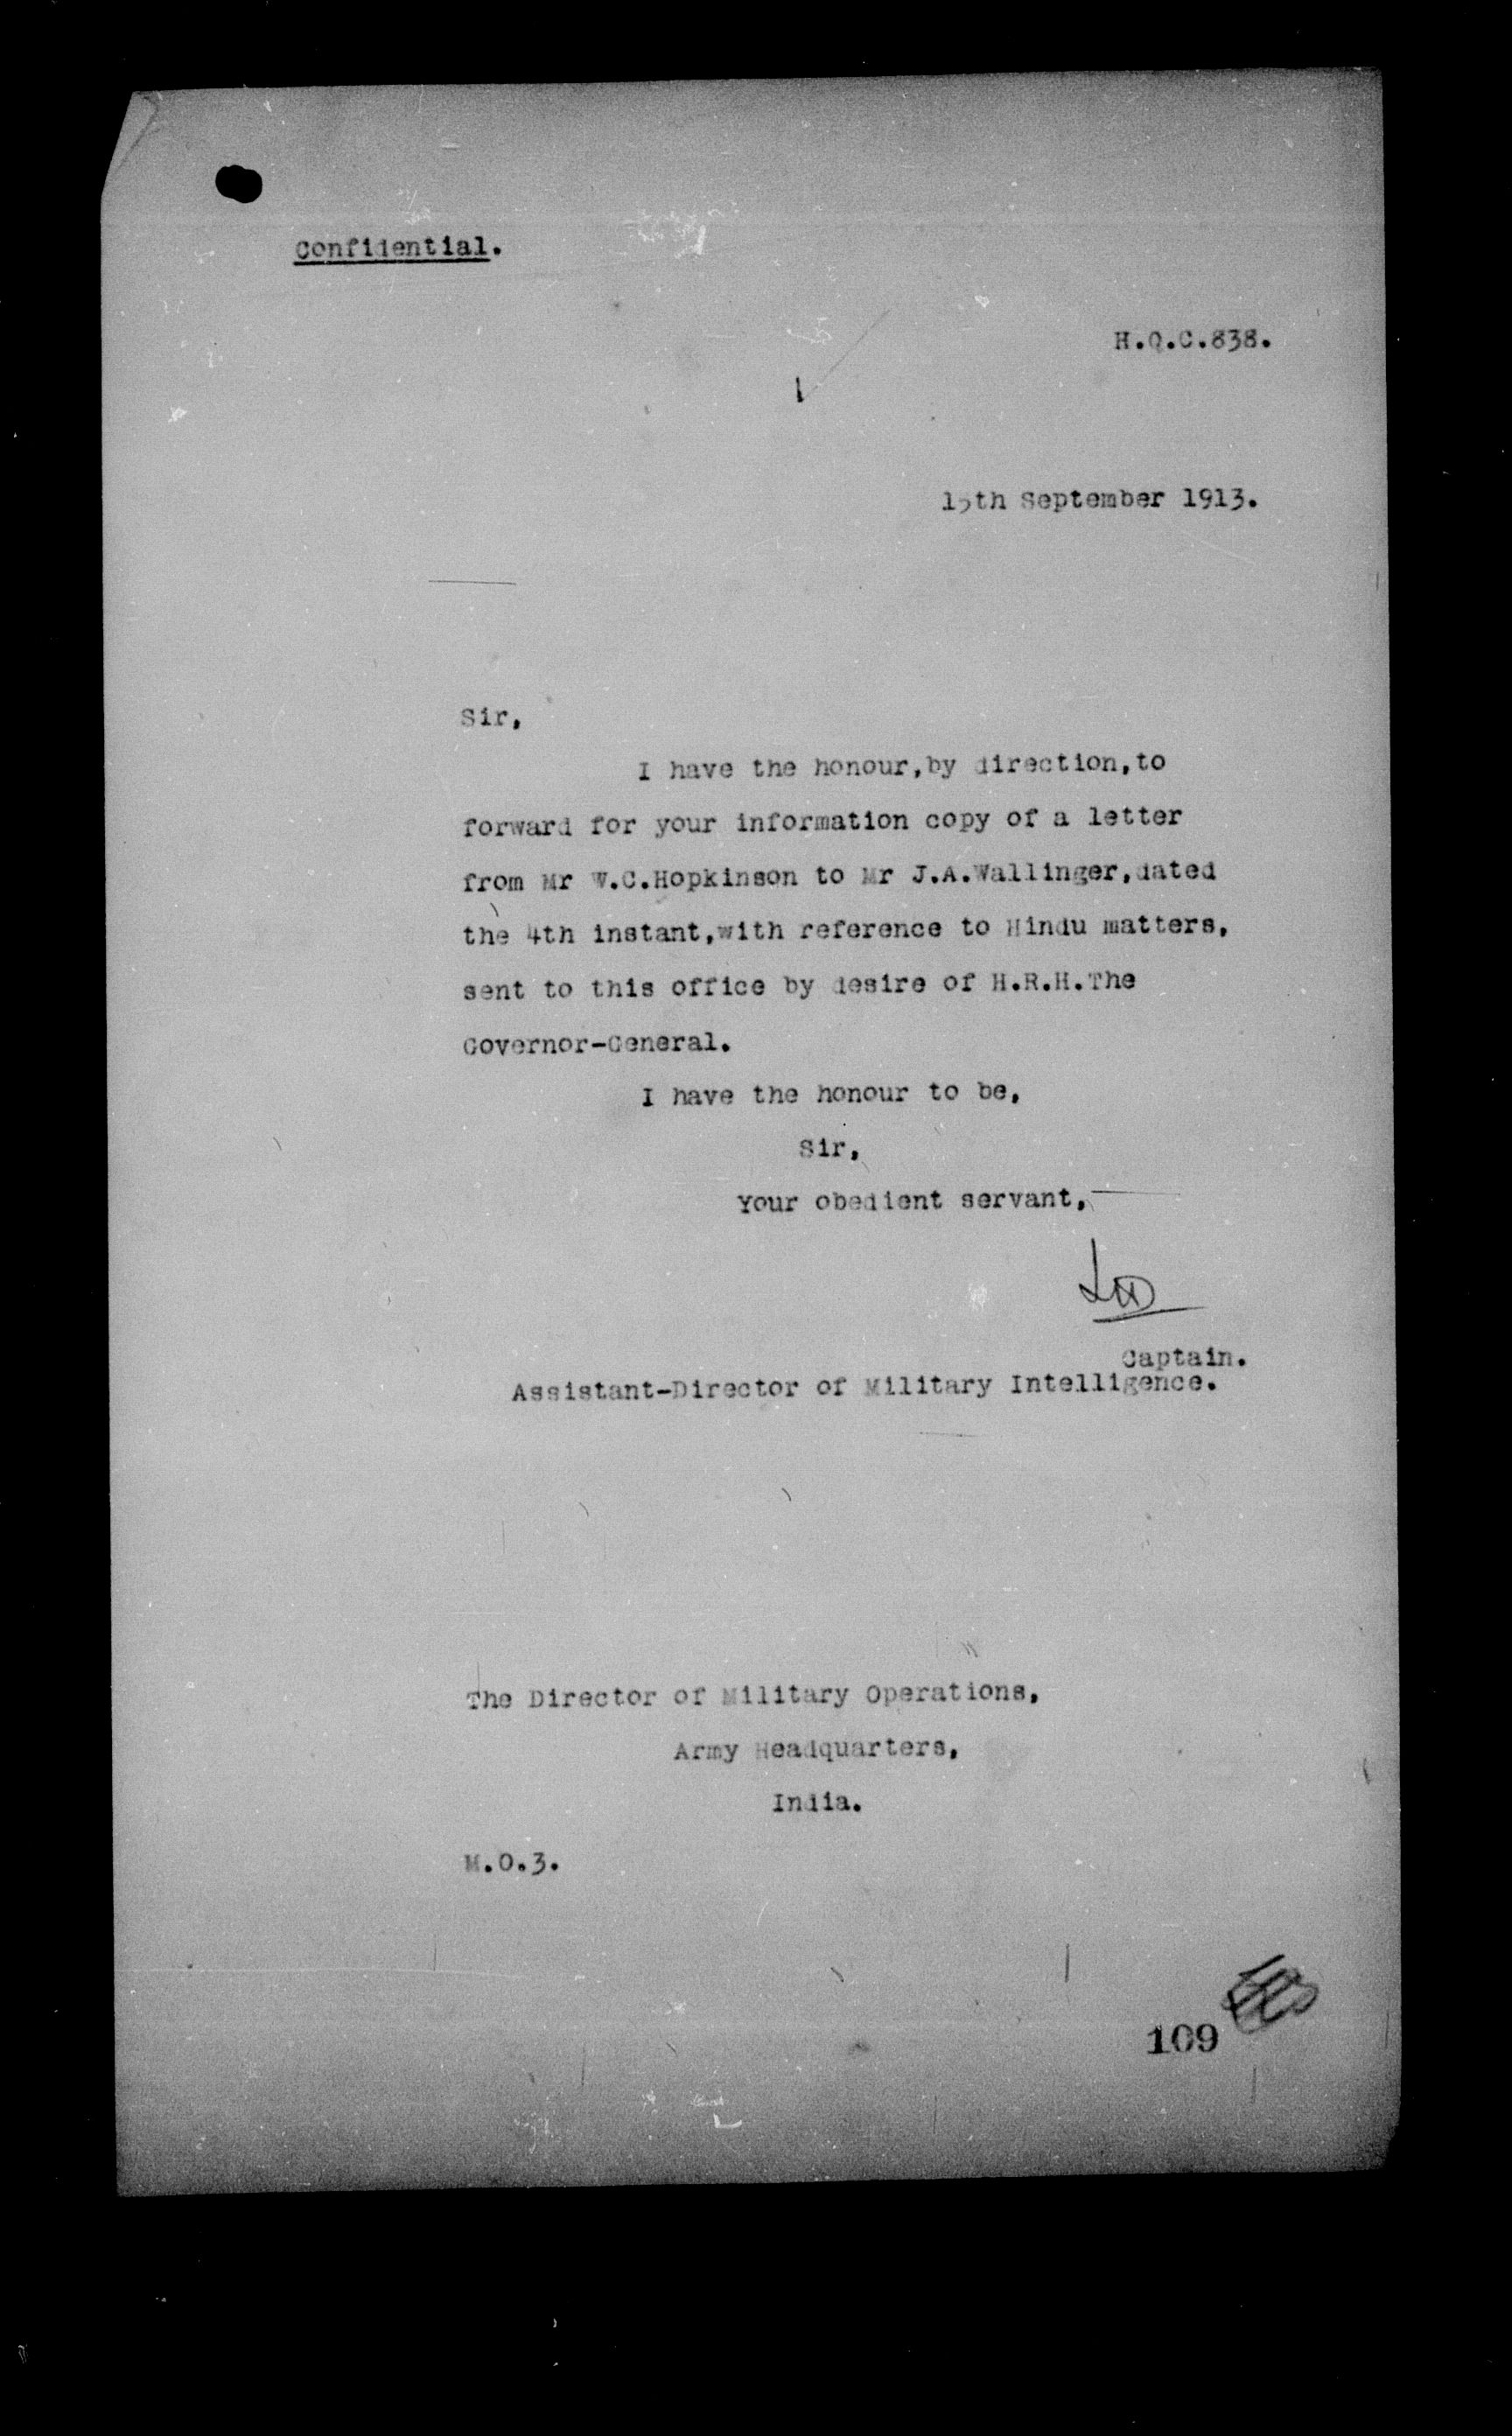 Confidential.
H.Q.C.838.
15th September 1913.
Sir,
I have the honour,by direction,to
forward for your information copy of a letter
from Mr W.C.Hopkinson to Mr J.A.Wallinger,dated
the 4th instant,with reference to Hindu matters,
sent to this office by desire of H.R.H.The
Governor-General.
I have the honour to be,
Sir,
Your obedient servant,
Captain.
Assistant-Director of Military Intelligence.
The Director of Military Operations,
Army Headquarters,
India.
M.O.3.
109